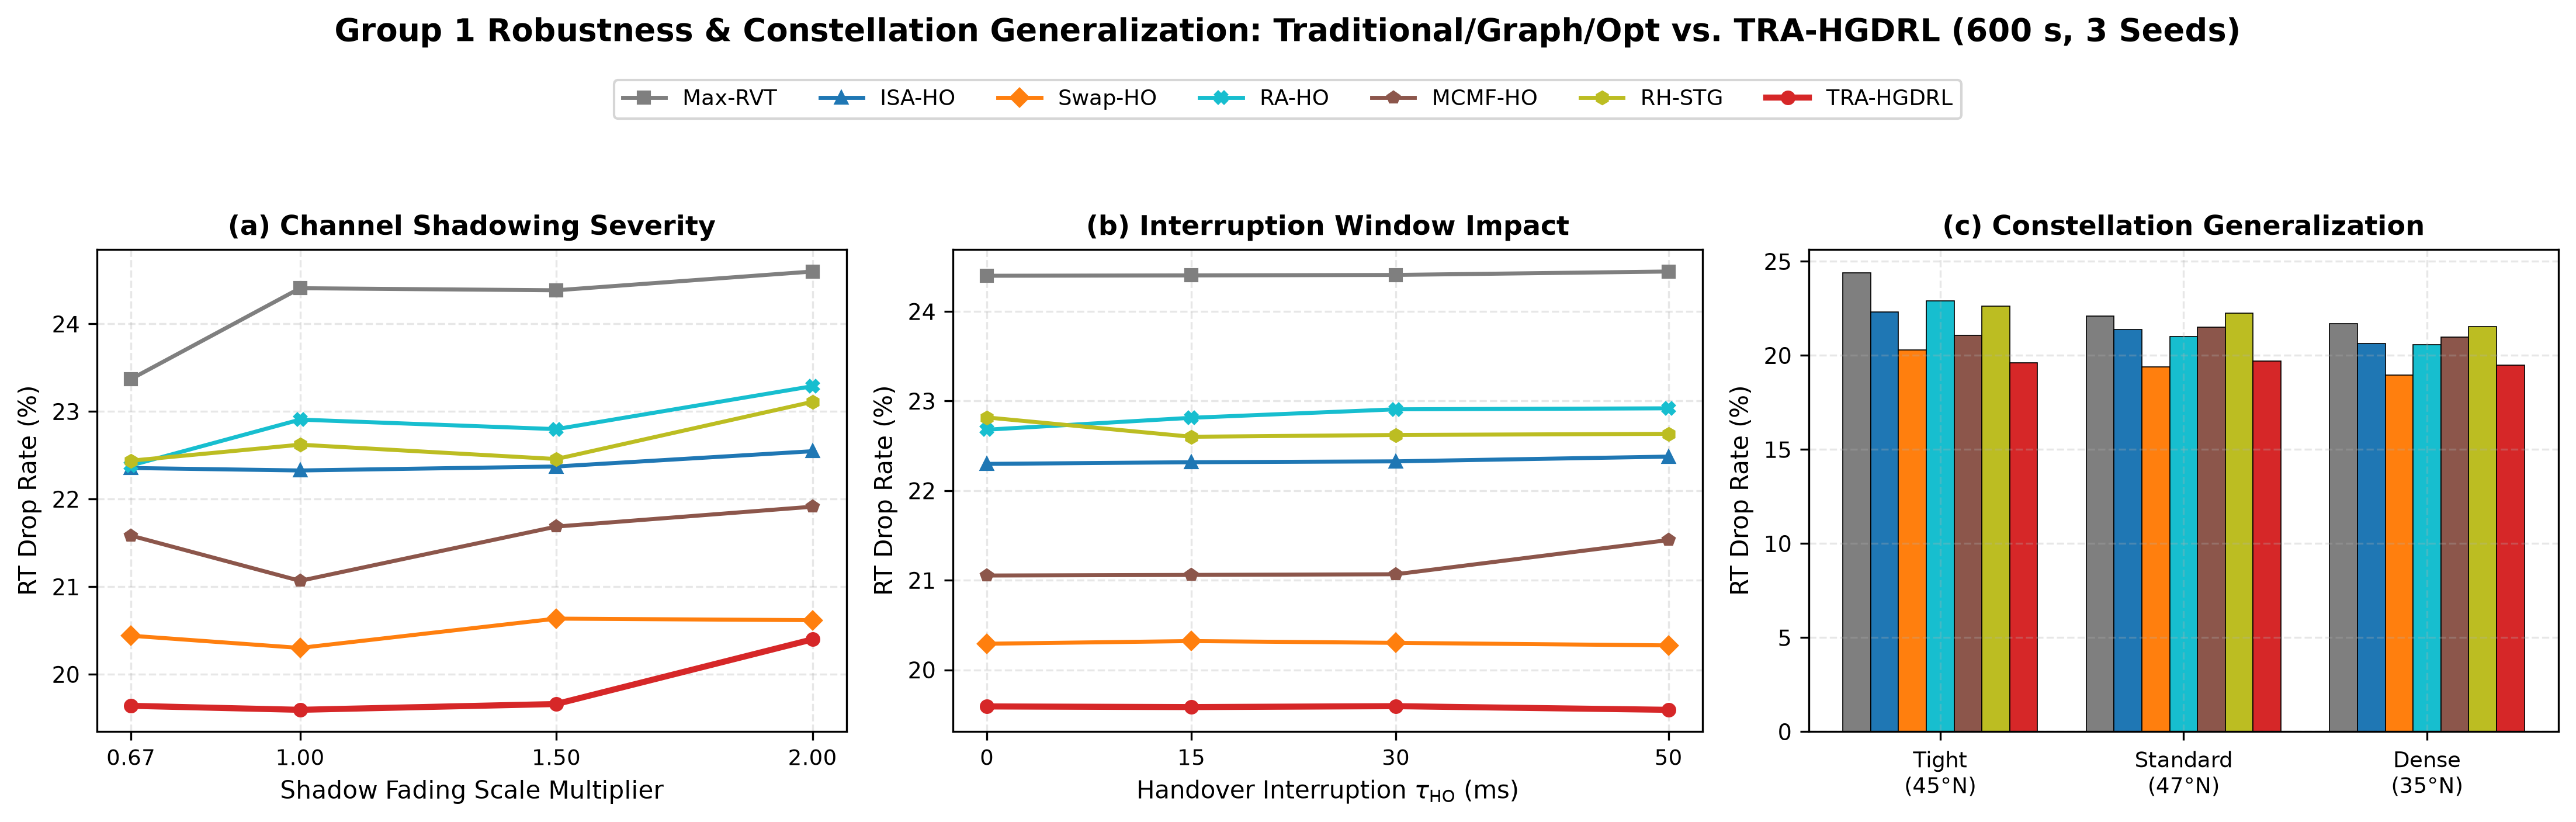 Group 1 Robustness & Constellation Generalization: Traditional/Graph/Opt vs. TRA-HGDRL (600 s, 3 Seeds)
Max-RVT ISA-HO Swap-HO RA-HO MCMF-HO RH-STG TRA-HGDRL
(a) Channel Shadowing Severity
RT Drop Rate (%)
24
23
22
21
20
0.67 1.00 1.50 2.00
Shadow Fading Scale Multiplier
(b) Interruption Window Impact
RT Drop Rate (%)
24
23
22
21
20
0 15 30 50
Handover Interruption τHO (ms)
(c) Constellation Generalization
RT Drop Rate (%)
25
20
15
10
5
0
Tight Standard Dense
(45°N) (47°N) (35°N)